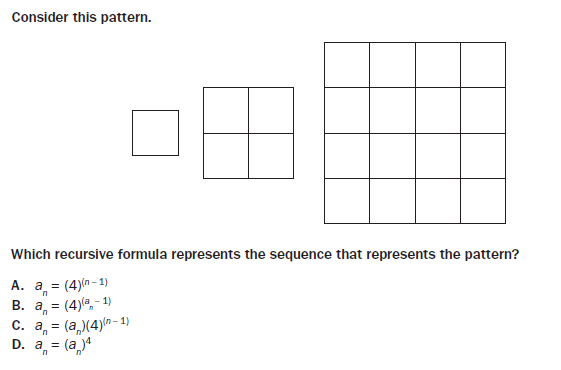 Consider this pattern.
Which recursive formula represents the sequence that represents the pattern?
A. aₙ = (4)⁽ⁿ ⁻ ¹⁾
B. aₙ = (4)^(aₙ – 1)
C. aₙ = (aₙ)(4)⁽ⁿ ⁻ ¹⁾
D. aₙ = (aₙ)⁴